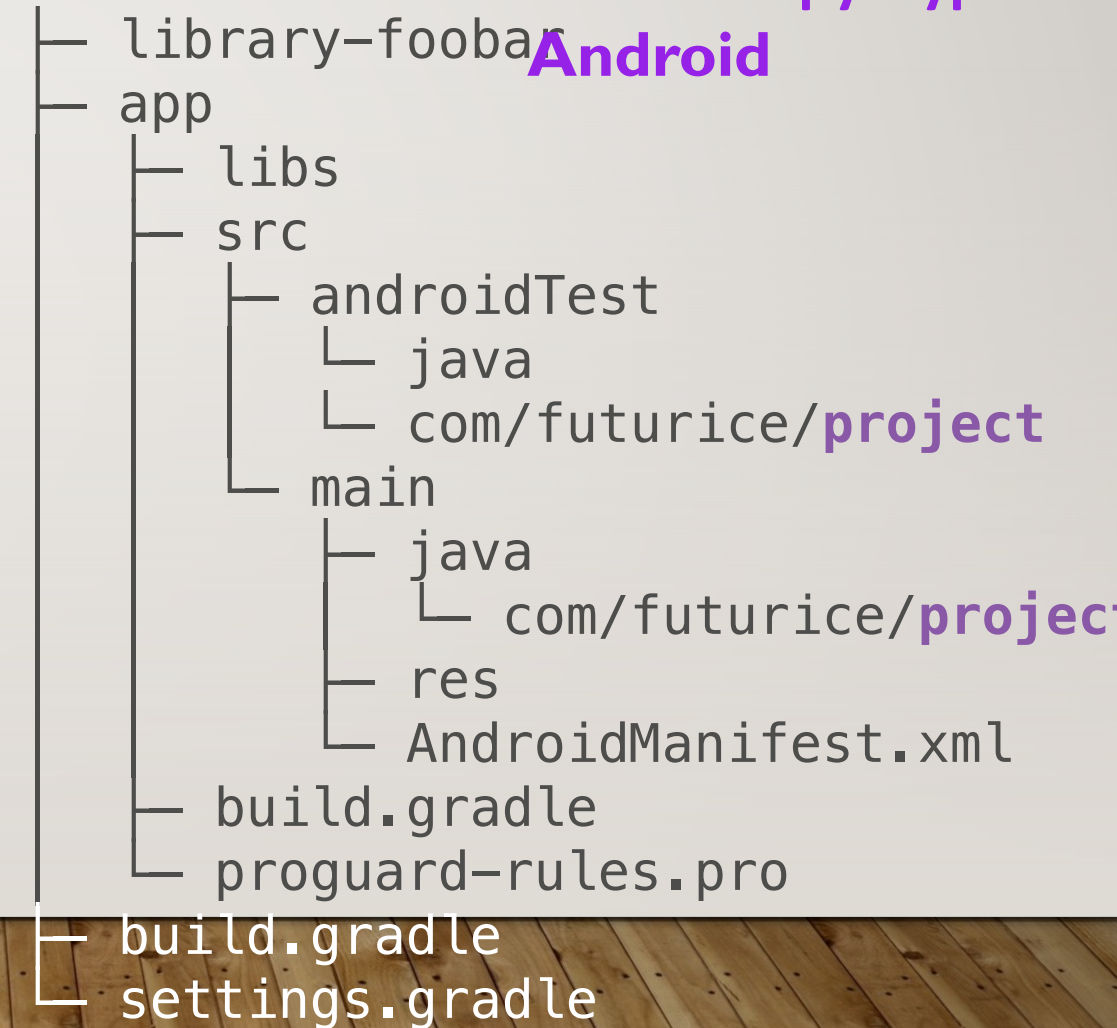 ├─ library-foobar
Android
├─ app
│  ├─ libs
│  ├─ src
│  │  ├─ androidTest
│  │  │  └─ java
│  │  │  └─ com/futurice/project
│  │  └─ main
│  │     ├─ java
│  │     │  └─ com/futurice/project
│  │     ├─ res
│  │     └─ AndroidManifest.xml
│  ├─ build.gradle
│  └─ proguard-rules.pro
├─ build.gradle
└─ settings.gradle